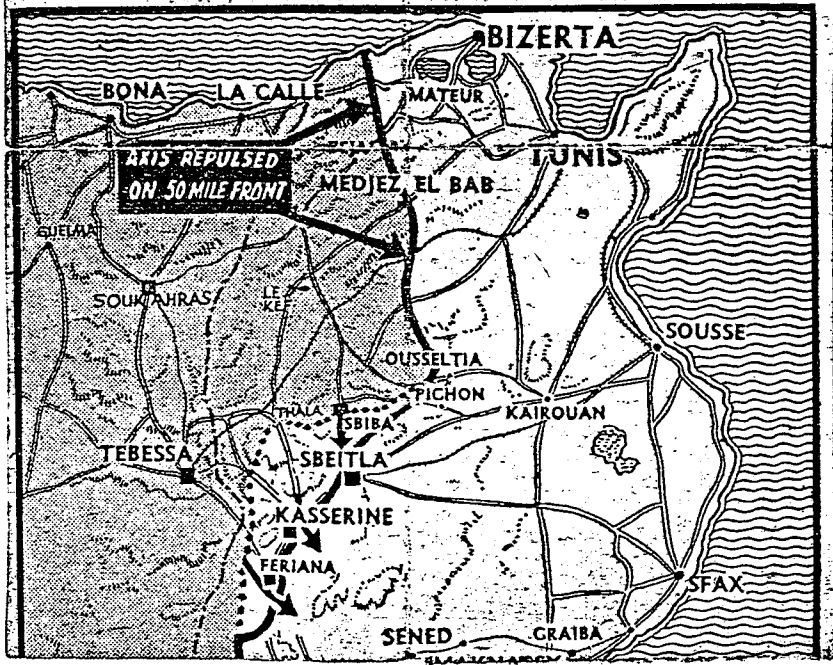 BIZERTA
BONA
LA CALLE
MATEUR
TUNIS
AXIS REPULSED
ON 50 MILE FRONT
MEDJEZ EL BAB
GUELMA
SOUK AHRAS
LE
KEF
SOUSSE
OUSSELTIA
PICHON
KAIROUAN
THALA
SBIBA
TEBESSA
SBEITLA
KASSERINE
FERIANA
SFAX
SENED
GRAIBA